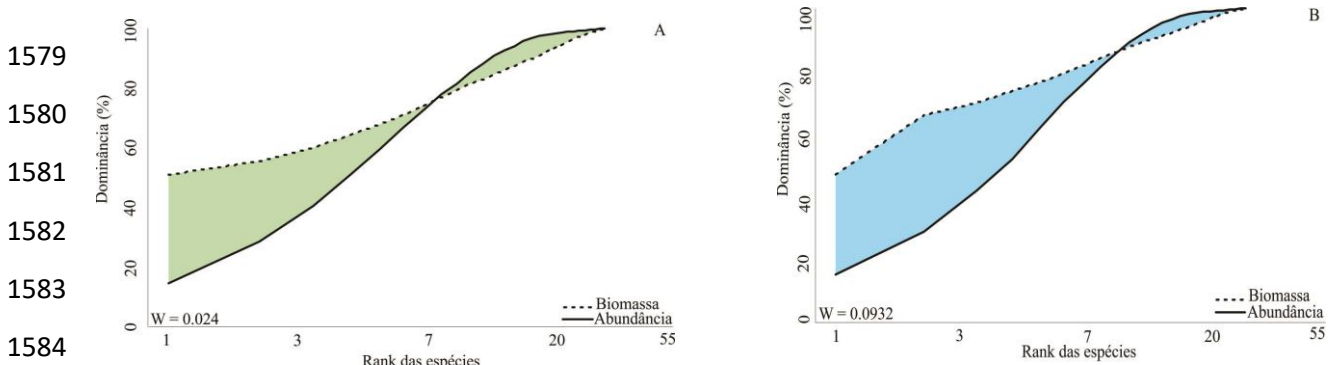 1579
1580
1581
1582
1583
1584
A
Dominância (%)
100
80
60
40
20
0
W = 0.024
Biomassa
Abundância
1 3 7 20 55
Rank das espécies
B
Dominância (%)
100
80
60
40
20
0
W = 0.0932
Biomassa
Abundância
1 3 7 20 55
Rank das espécies